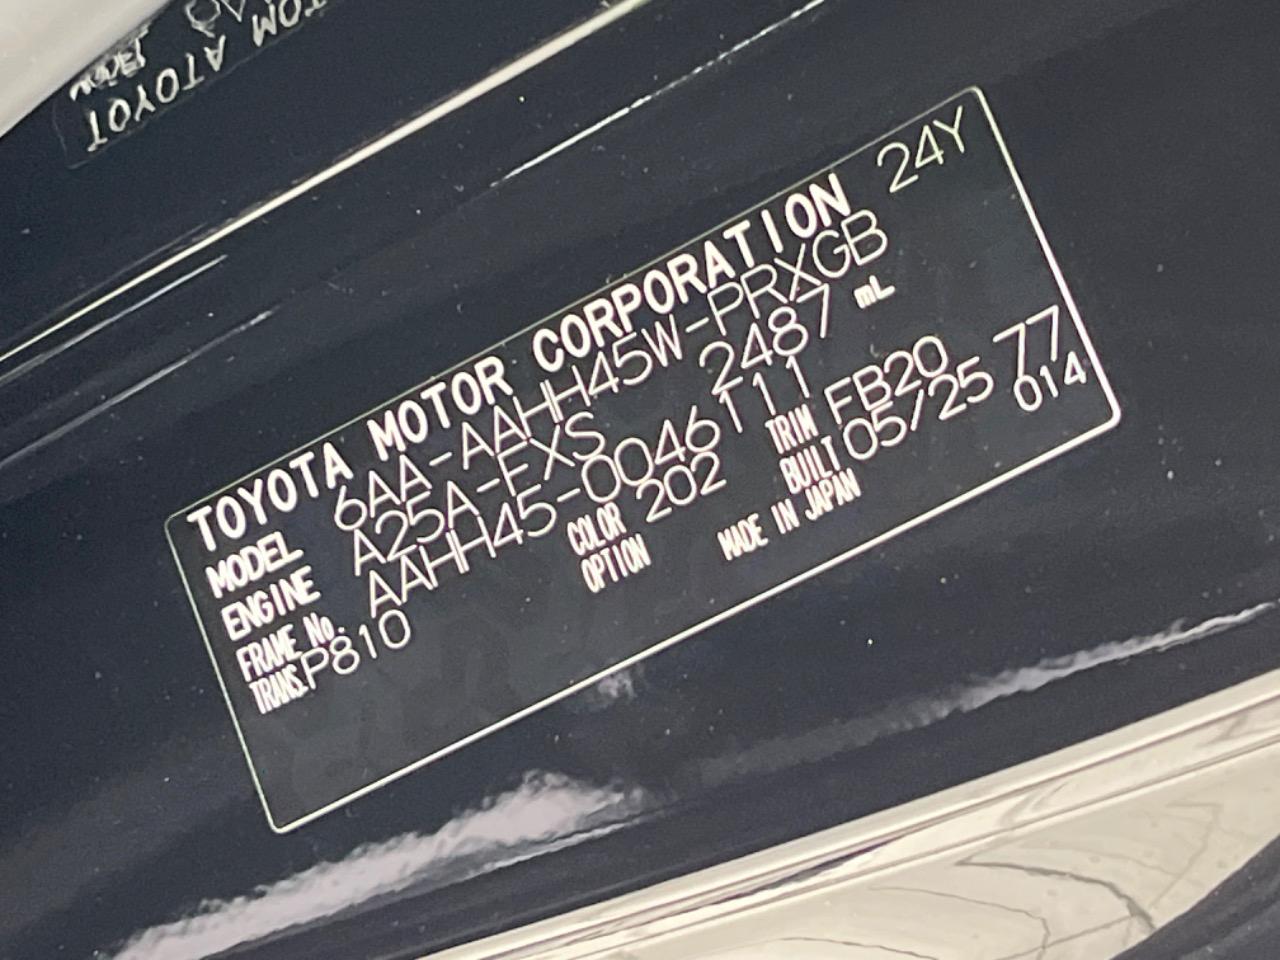 TOYOTA MOTOR CORPORATION 24Y
MODEL 6AA-AAHH45W-PRXGB
ENGINE A25A-FXS 2487 mL
FRAME No. AAHH45-0046111
COLOR 202 TRIM FB20
TRANS. P810 OPTION BUILT 05/25 77
MADE IN JAPAN 014